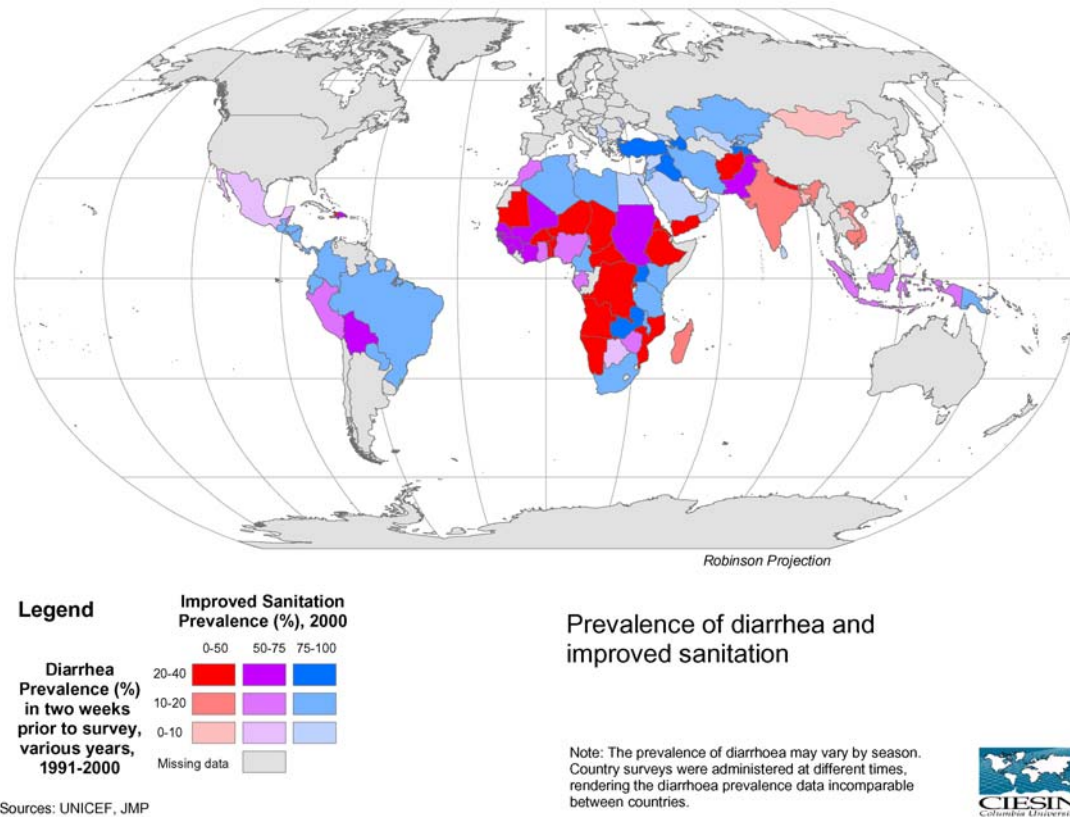 Robinson Projection
Legend
Improved Sanitation
Prevalence (%), 2000
0-50 50-75 75-100
Diarrhea
Prevalence (%)
in two weeks
prior to survey,
various years,
1991-2000
20-40
10-20
0-10
Missing data
Sources: UNICEF, JMP
Prevalence of diarrhea and
improved sanitation
Note: The prevalence of diarrhoea may vary by season.
Country surveys were administered at different times,
rendering the diarrhoea prevalence data incomparable
between countries.
CIESIN
Columbia Universi